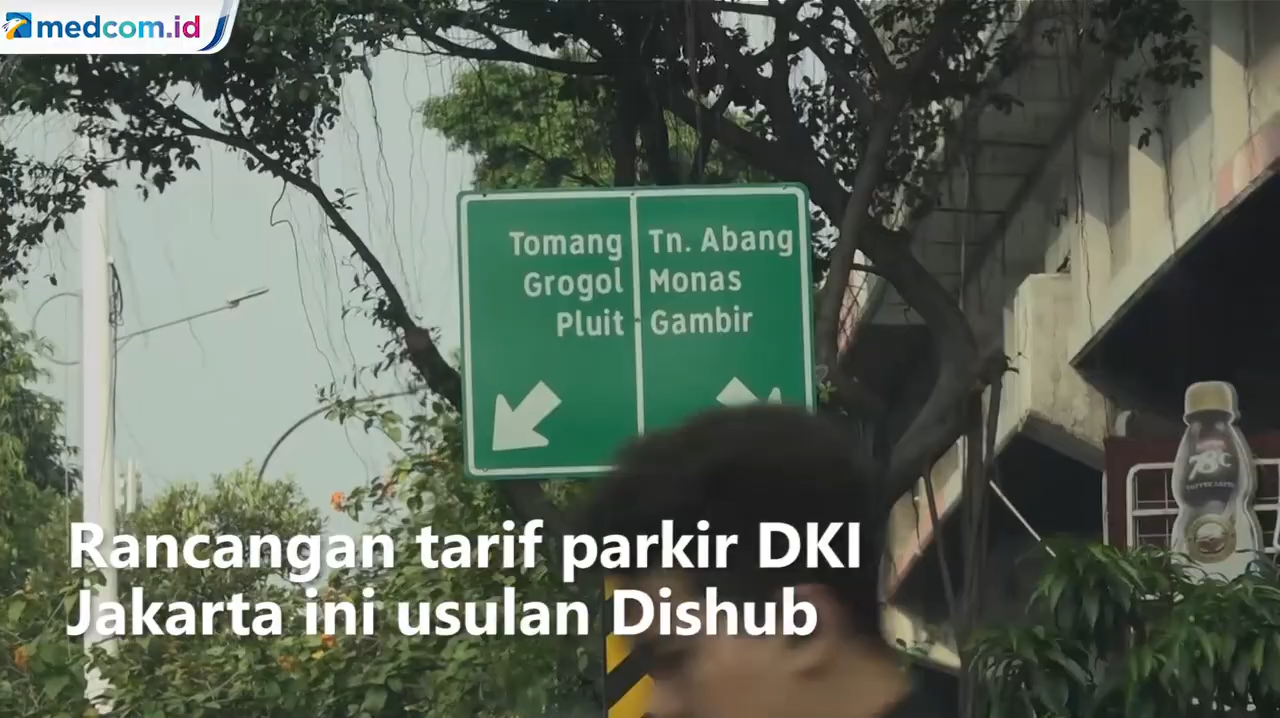 medcom.id
Tomang
Grogol
Pluit
Tn. Abang
Monas
Gambir
78°C
Rancangan tarif parkir DKI
Jakarta ini usulan Dishub